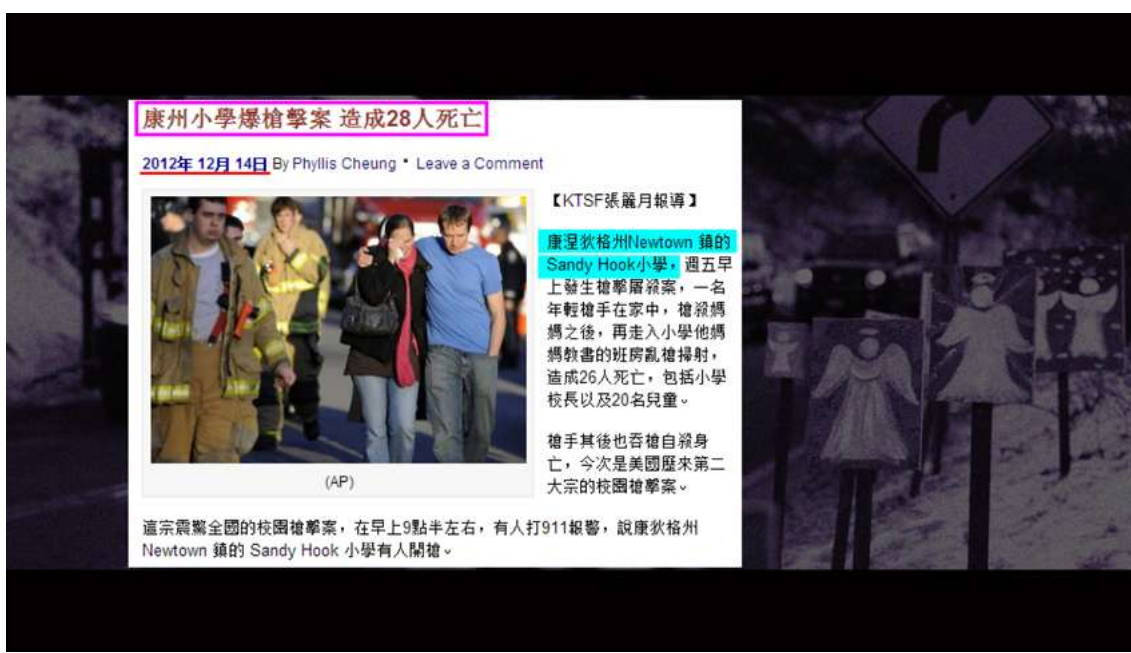 康州小學爆槍擊案 造成28人死亡
2012年 12月 14日 By Phyllis Cheung • Leave a Comment
【KTSF張麗月報導】
康涅狄格州Newtown 鎮的
Sandy Hook小學，週五早
上發生槍擊屠殺案，一名
年輕槍手在家中，槍殺媽
媽之後，再走入小學他媽
媽教書的班房亂槍掃射，
造成26人死亡，包括小學
校長以及20名兒童。
槍手其後也吞槍自殺身
亡，今次是美國歷來第二
大宗的校園槍擊案。
(AP)
這宗震驚全國的校園槍擊案，在早上9點半左右，有人打911報警，說康狄格州
Newtown 鎮的 Sandy Hook 小學有人開槍。